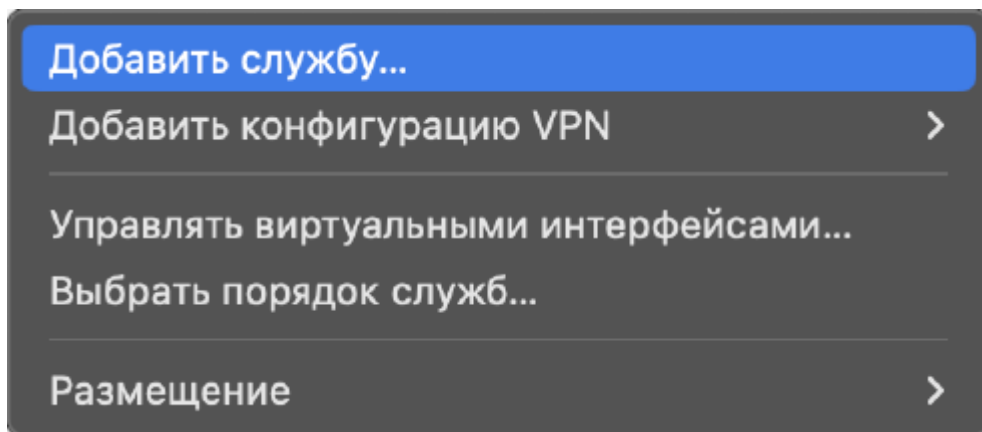 Добавить службу...
Добавить конфигурацию VPN
Управлять виртуальными интерфейсами...
Выбрать порядок служб...
Размещение